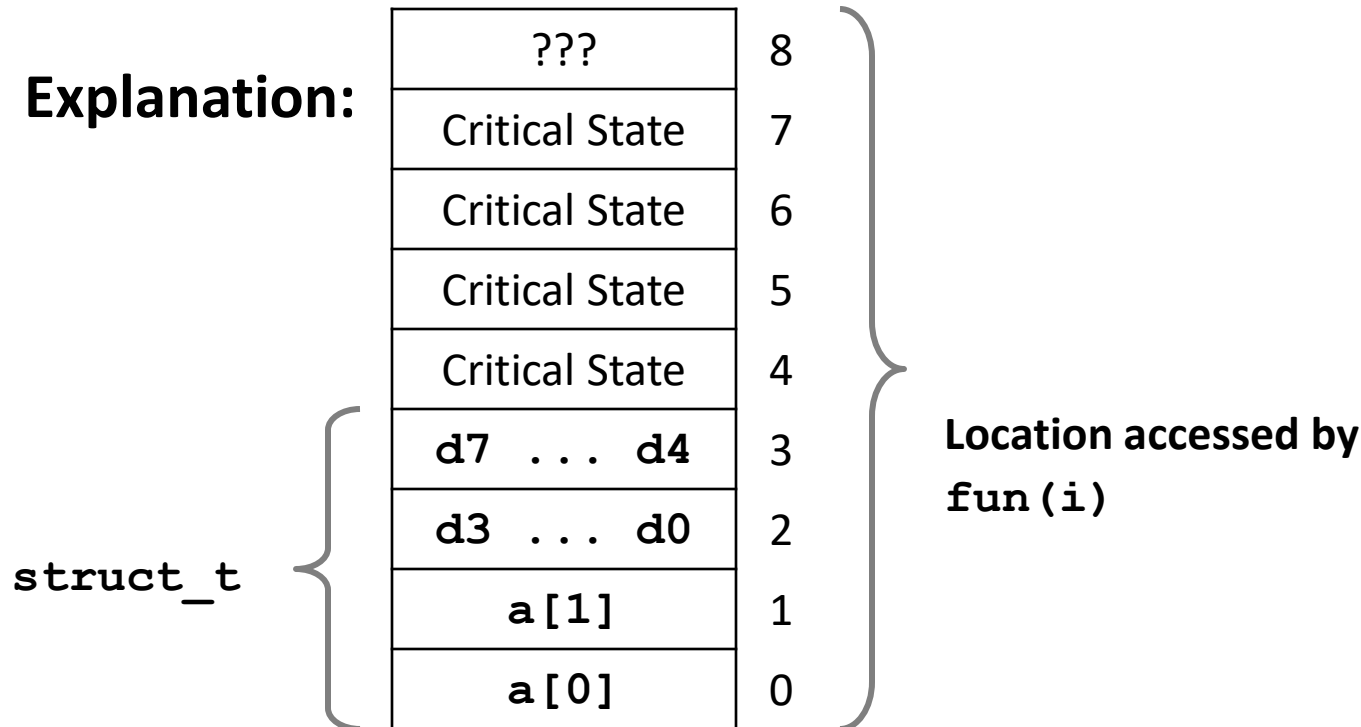 ??? 8
Explanation:
Critical State 7
Critical State 6
Critical State 5
Critical State 4
d7 ... d4 3
Location accessed by
fun(i)
d3 ... d0 2
struct_t
a[1] 1
a[0] 0